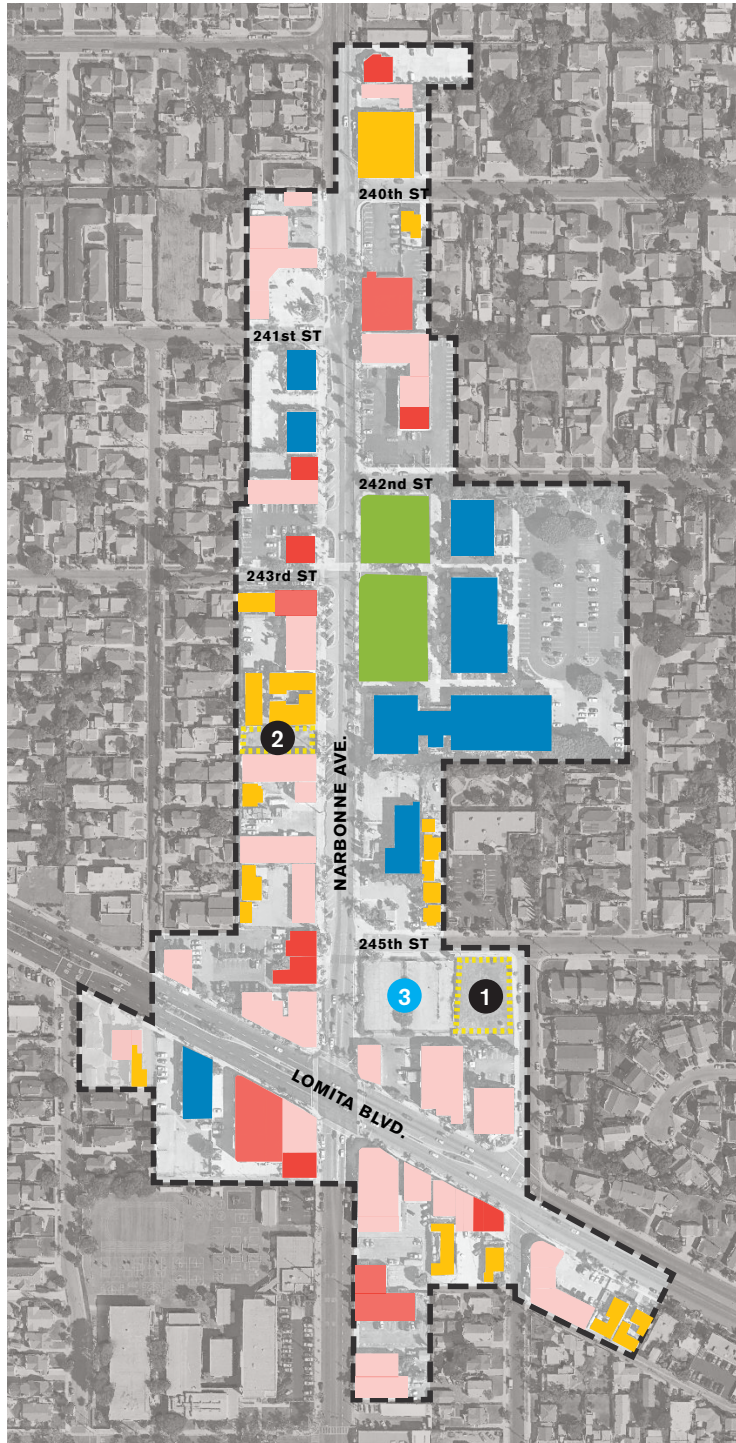 240th ST
241st ST
242nd ST
243rd ST
2
NARBONNE AVE.
245th ST
3
1
LOMITA BLVD.